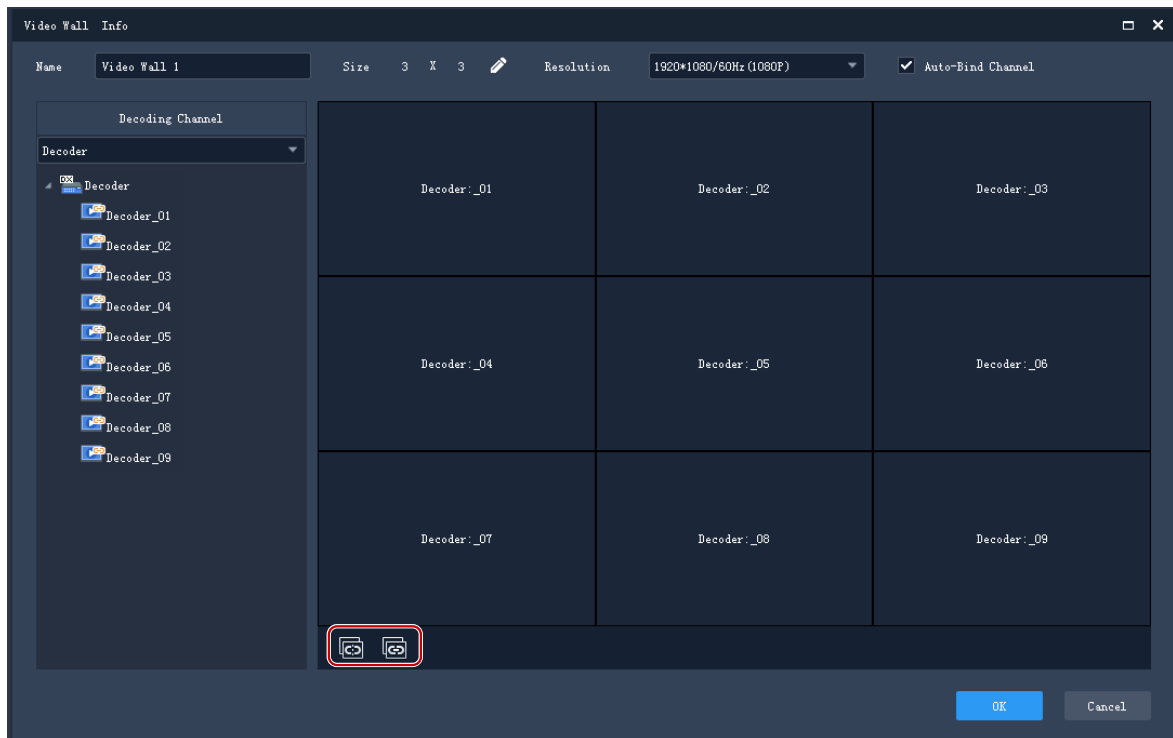 Video Wall Info
Name Video Wall 1 Size 3 X 3 Resolution 1920*1080/60Hz(1080P) Auto-Bind Channel
Decoding Channel
Decoder
DX
Decoder
Decoder_01
Decoder_02
Decoder_03
Decoder_04
Decoder_05
Decoder_06
Decoder_07
Decoder_08
Decoder_09
Decoder:_01 Decoder:_02 Decoder:_03
Decoder:_04 Decoder:_05 Decoder:_06
Decoder:_07 Decoder:_08 Decoder:_09
OK Cancel